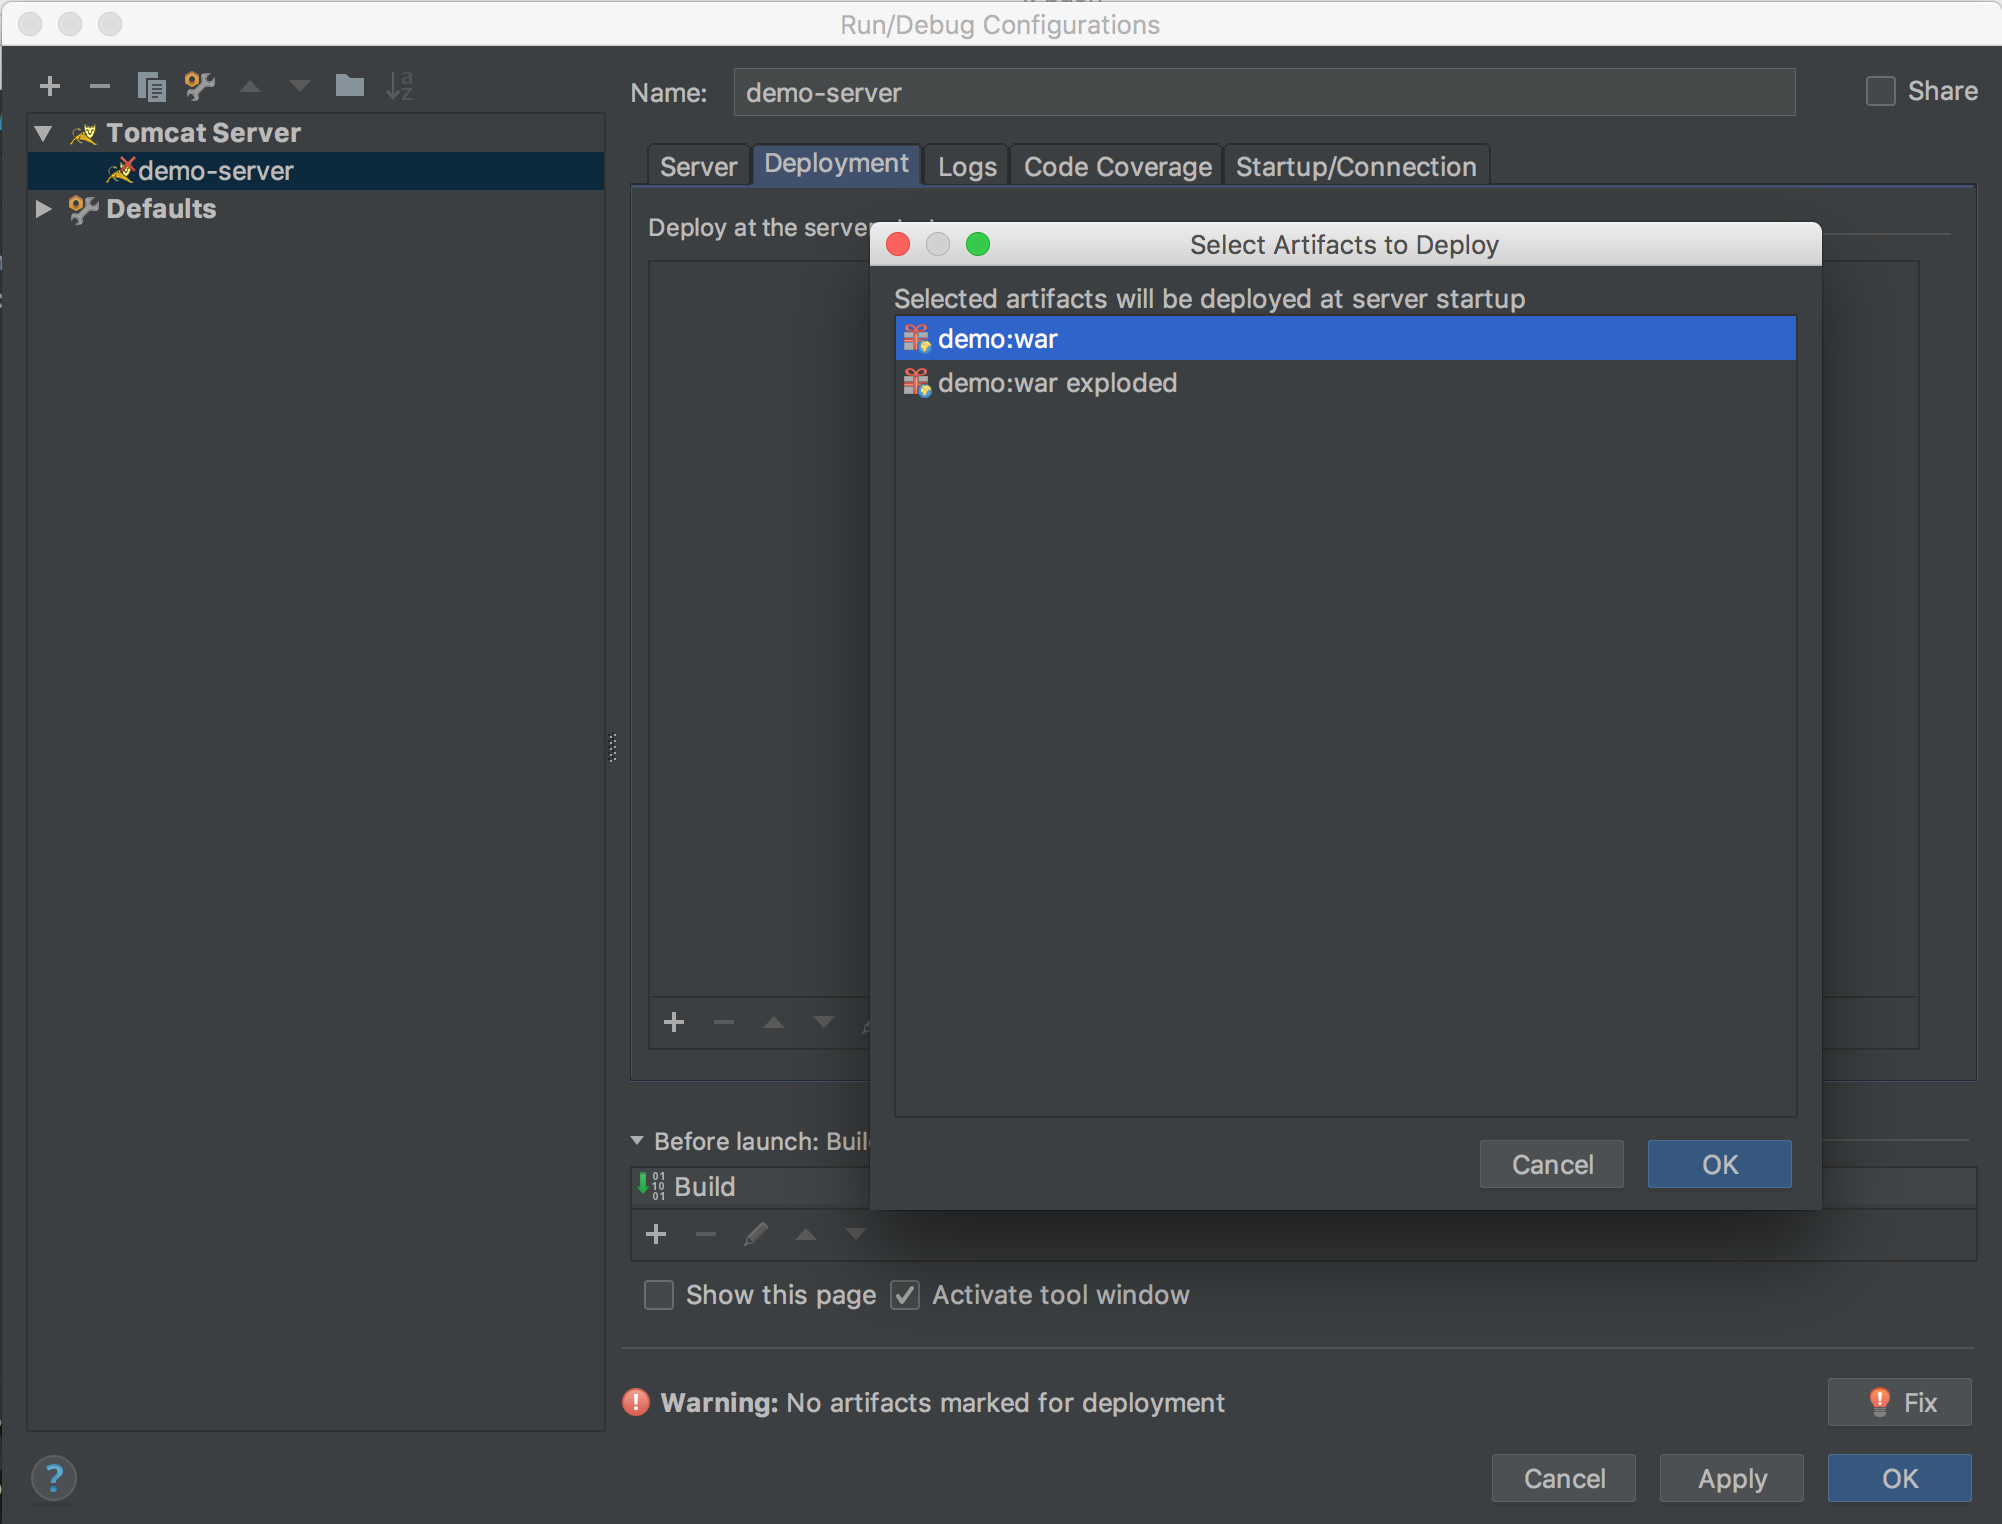 Run/Debug Configurations
Name: demo-server
Share
Tomcat Server
demo-server
Defaults
Server Deployment Logs Code Coverage Startup/Connection
Deploy at the server
Select Artifacts to Deploy
Selected artifacts will be deployed at server startup
demo:war
demo:war exploded
Cancel OK
Before launch: Build
Build
Show this page Activate tool window
Warning: No artifacts marked for deployment
Fix
? Cancel Apply OK